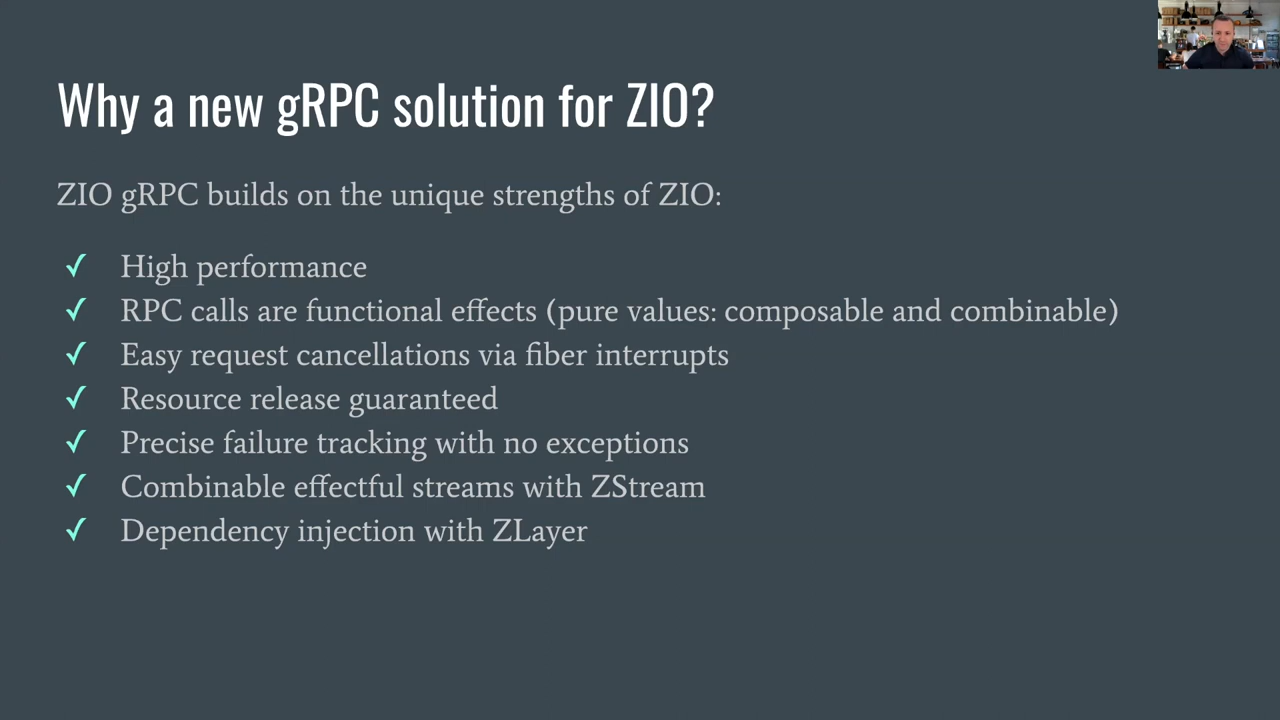 Why a new gRPC solution for ZIO?
ZIO gRPC builds on the unique strengths of ZIO:
✓ High performance
✓ RPC calls are functional effects (pure values: composable and combinable)
✓ Easy request cancellations via fiber interrupts
✓ Resource release guaranteed
✓ Precise failure tracking with no exceptions
✓ Combinable effectful streams with ZStream
✓ Dependency injection with ZLayer